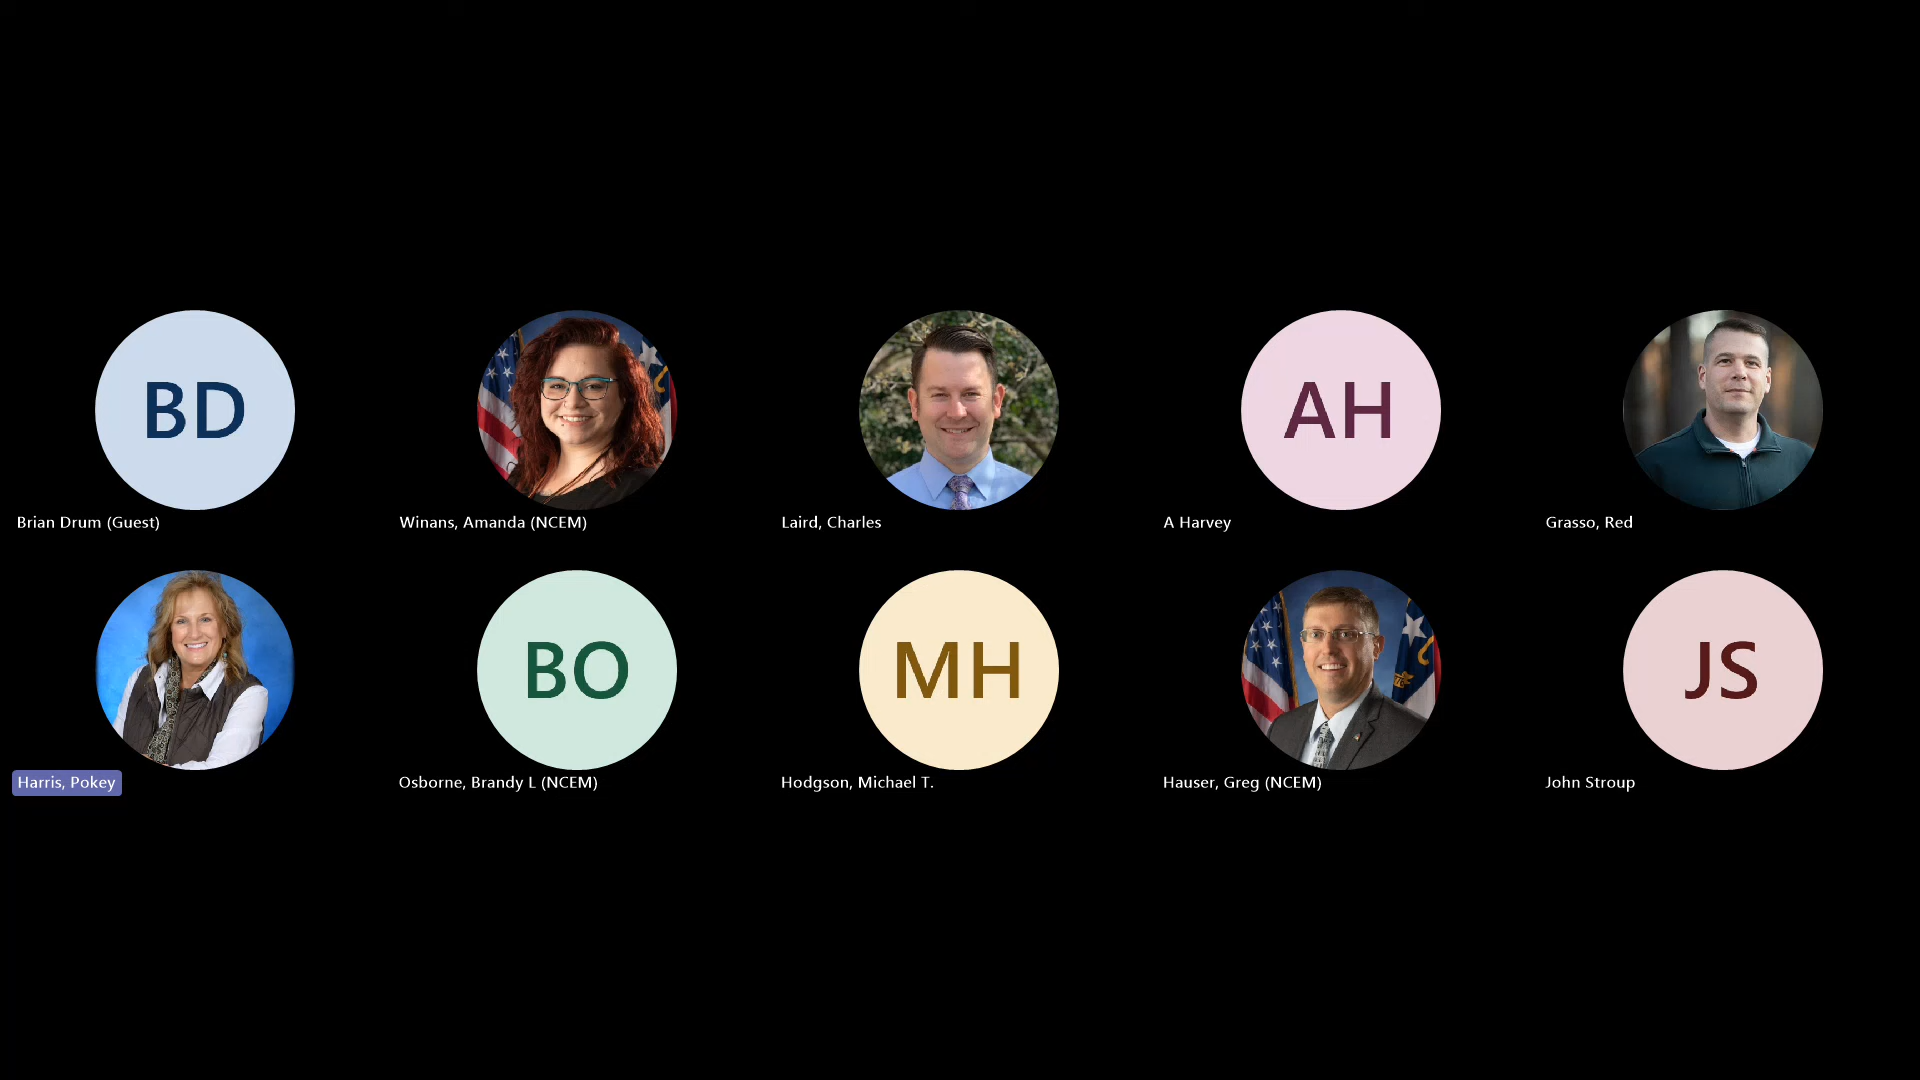 BD
AH
Brian Drum (Guest)
Winans, Amanda (NCEM)
Laird, Charles
A Harvey
Grasso, Red
BO
MH
JS
Harris, Pokey
Osborne, Brandy L (NCEM)
Hodgson, Michael T.
Hauser, Greg (NCEM)
John Stroup